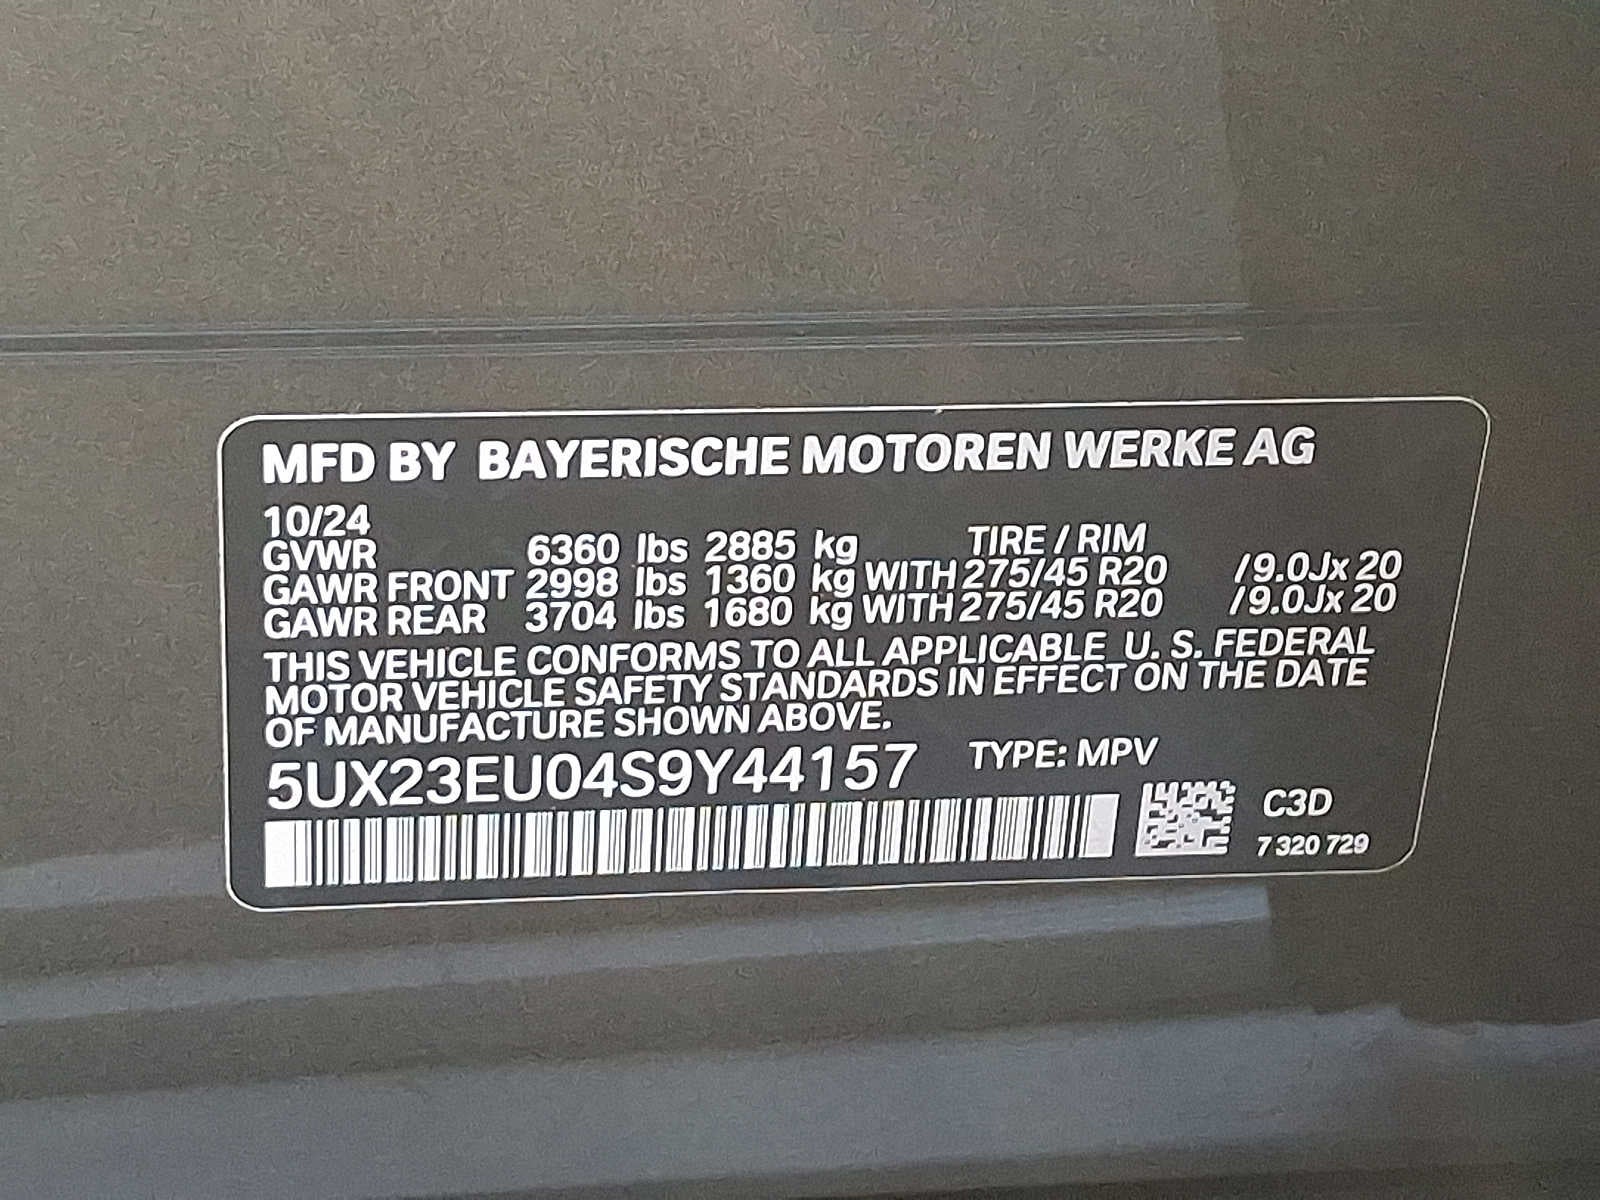 MFD BY BAYERISCHE MOTOREN WERKE AG
10/24
GVWR 6360 lbs 2885 kg TIRE / RIM
GAWR FRONT 2998 lbs 1360 kg WITH 275/45 R20 /9.0Jx 20
GAWR REAR 3704 lbs 1680 kg WITH 275/45 R20 /9.0Jx 20
THIS VEHICLE CONFORMS TO ALL APPLICABLE U. S. FEDERAL
MOTOR VEHICLE SAFETY STANDARDS IN EFFECT ON THE DATE
OF MANUFACTURE SHOWN ABOVE.
5UX23EU04S9Y44157 TYPE: MPV
C3D
7 320 729